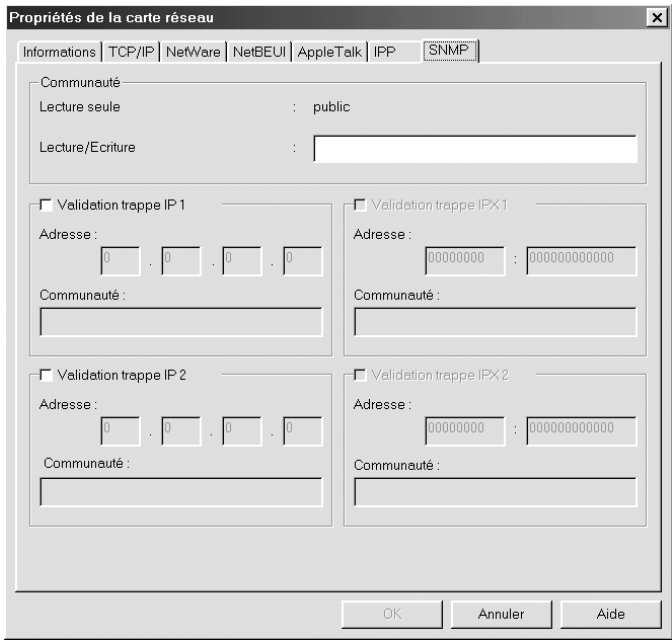 Propriétés de la carte réseau
Informations TCP/IP NetWare NetBEUI AppleTalk IPP SNMP
Communauté
Lecture seule : public
Lecture/Ecriture :
Validation trappe IP 1 Validation trappe IPX 1
Adresse : Adresse :
0 . 0 . 0 . 0 00000000 : 000000000000
Communauté : Communauté :
Validation trappe IP 2 Validation trappe IPX 2
Adresse : Adresse :
0 . 0 . 0 . 0 00000000 : 000000000000
Communauté : Communauté :
OK Annuler Aide